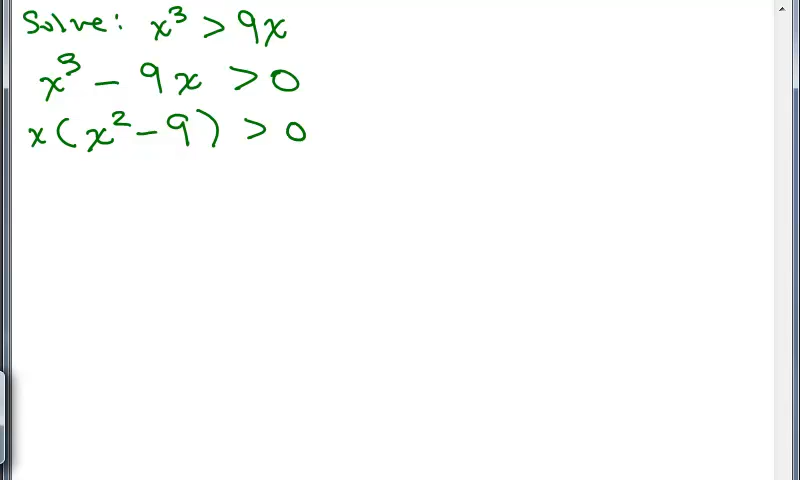 Solve: x³ > 9x
x³ - 9x > 0
x(x² - 9) > 0